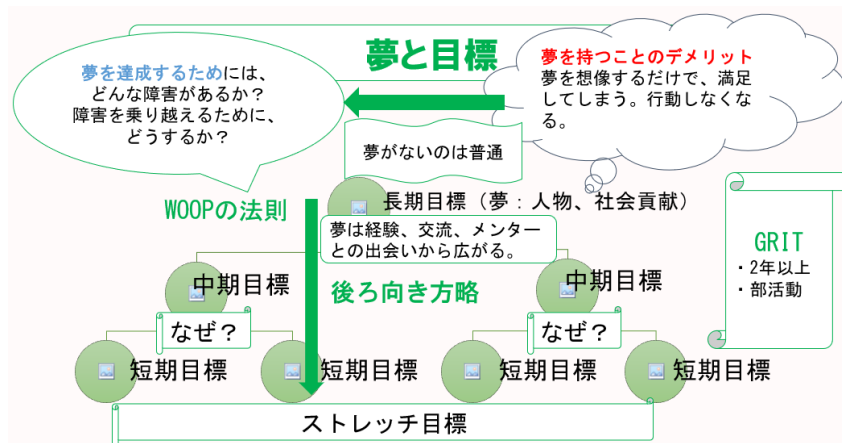 夢と目標
夢を達成するためには、
どんな障害があるか？
障害を乗り越えるために、
どうするか？
夢を持つことのデメリット
夢を想像するだけで、満足
してしまう。行動しなくな
る。
夢がないのは普通
WOOPの法則
長期目標（夢：人物、社会貢献）
夢は経験、交流、メンター
との出会いから広がる。
GRIT
・2年以上
・部活動
中期目標
後ろ向き方略
中期目標
なぜ？
なぜ？
短期目標
短期目標
短期目標
短期目標
ストレッチ目標